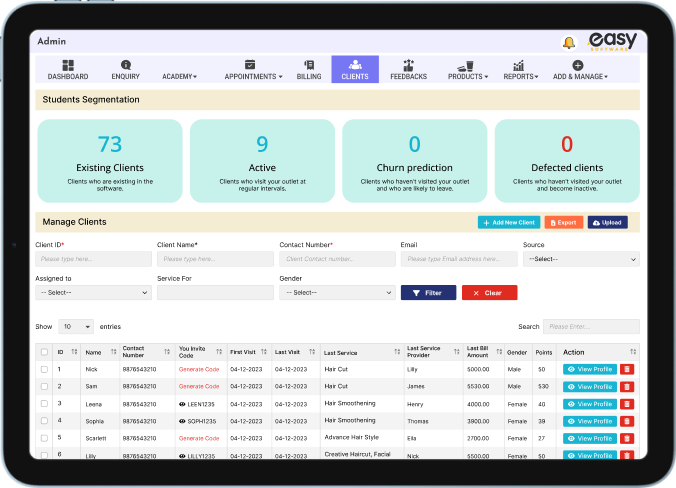 Admin
easy
SOFTWARE
DASHBOARD ENQUIRY ACADEMY APPOINTMENTS BILLING CLIENTS FEEDBACKS PRODUCTS REPORTS ADD & MANAGE
Students Segmentation
73 9 0 0
Existing Clients Active Churn prediction Defected clients
Clients who are existing in the Clients who visit your outlet at Clients who haven't visited your outlet Clients who haven't visited your outlet
software. regular intervals. and who are likely to leave. and become inactive.
Manage Clients + Add New Client Export Upload
Client ID* Client Name* Contact Number* Email Source
Please type here... Please type here... Client Contact number... Please type Email address here... --Select--
Assigned to Service For Gender
-- Select-- -- Select-- Filter × Clear
Show 10 entries Search Please Enter...
ID Name Contact Number You Invite Code First Visit Last Visit Last Service Last Service Provider Last Bill Amount Gender Points Action
1 Nick 9876543210 Generate Code 04-12-2023 04-12-2023 Hair Cut Lilly 5000.00 Male 50 View Profile
2 Sam 9876543210 Generate Code 04-12-2023 04-12-2023 Hair Cut James 5530.00 Male 530 View Profile
3 Leena 9876543210 LEEN1235 04-12-2023 04-12-2023 Hair Smoothening Henry 4000.00 Female 40 View Profile
4 Sophia 9876543210 SOPH1235 04-12-2023 04-12-2023 Hair Smoothening Thomas 3900.00 Female 39 View Profile
5 Scarlett 9876543210 Generate Code 04-12-2023 04-12-2023 Advance Hair Style Ella 2700.00 Female 27 View Profile
6 Lilly 9876543210 LILLY1235 04-12-2023 04-12-2023 Creative Haircut, Facial Nick 5500.00 Female 50 View Profile